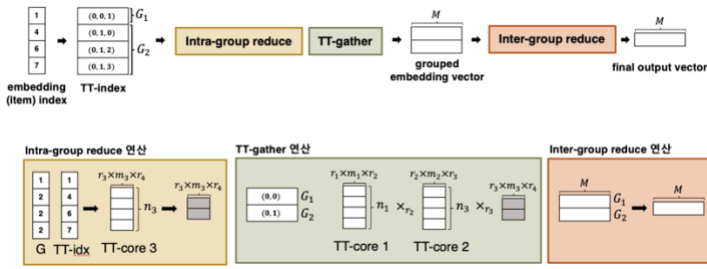 1
4
6
7
embedding
(item) index
(0, 0, 1)
(0, 1, 0)
(0, 1, 2)
(0, 1, 3)
G₁
G₂
TT-index
Intra-group reduce
TT-gather
M
grouped
embedding vector
Inter-group reduce
M
final output vector
Intra-group reduce 연산
1
2
2
2
G
1
4
6
7
TT-idx
r₃×m₃×r₄
n₃
TT-core 3
r₃×m₃×r₄
TT-gather 연산
(0, 0)
(0, 1)
G₁
G₂
r₁×m₁×r₂
n₁
TT-core 1
×r₂
r₂×m₂×r₃
n₃
TT-core 2
×r₃
r₃×m₃×r₄
Inter-group reduce 연산
M
G₁
G₂
M